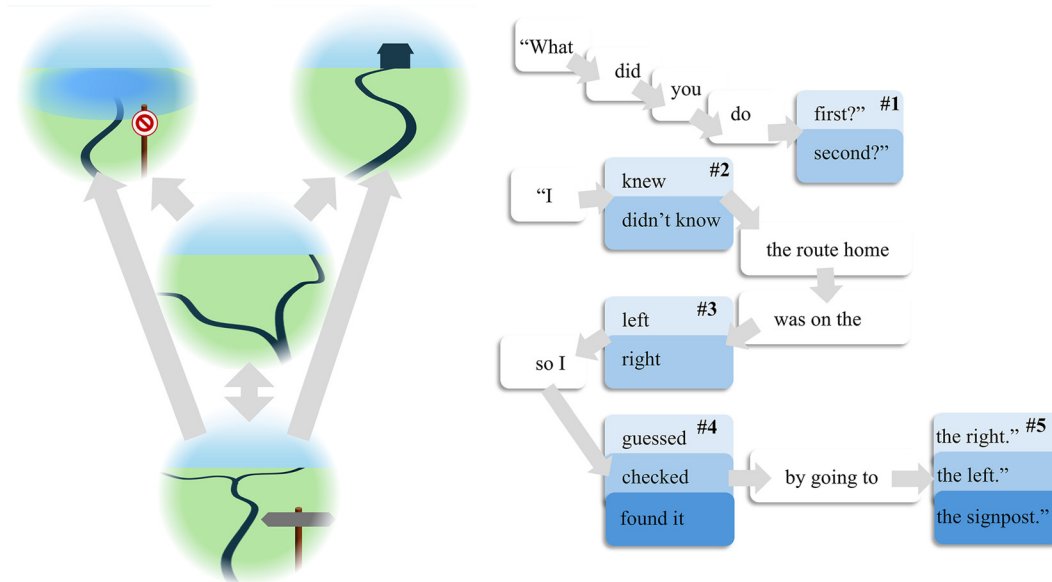 “What
did
you
do
first?” #1
second?”
“I
knew #2
didn’t know
the route home
was on the
left #3
right
so I
guessed #4
checked
found it
by going to
the right.” #5
the left.”
the signpost.”